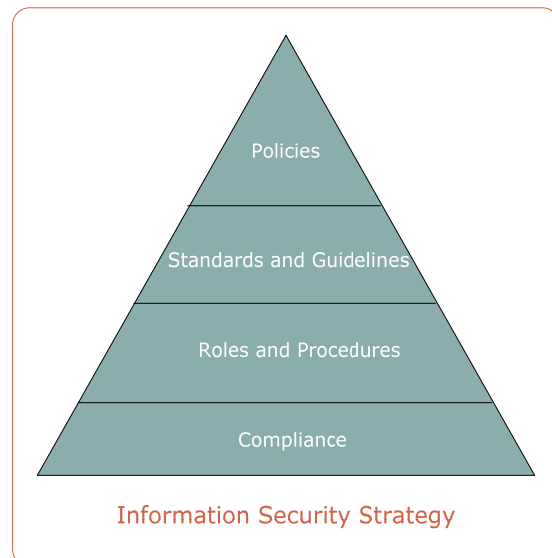 Policies
Standards and Guidelines
Roles and Procedures
Compliance
Information Security Strategy